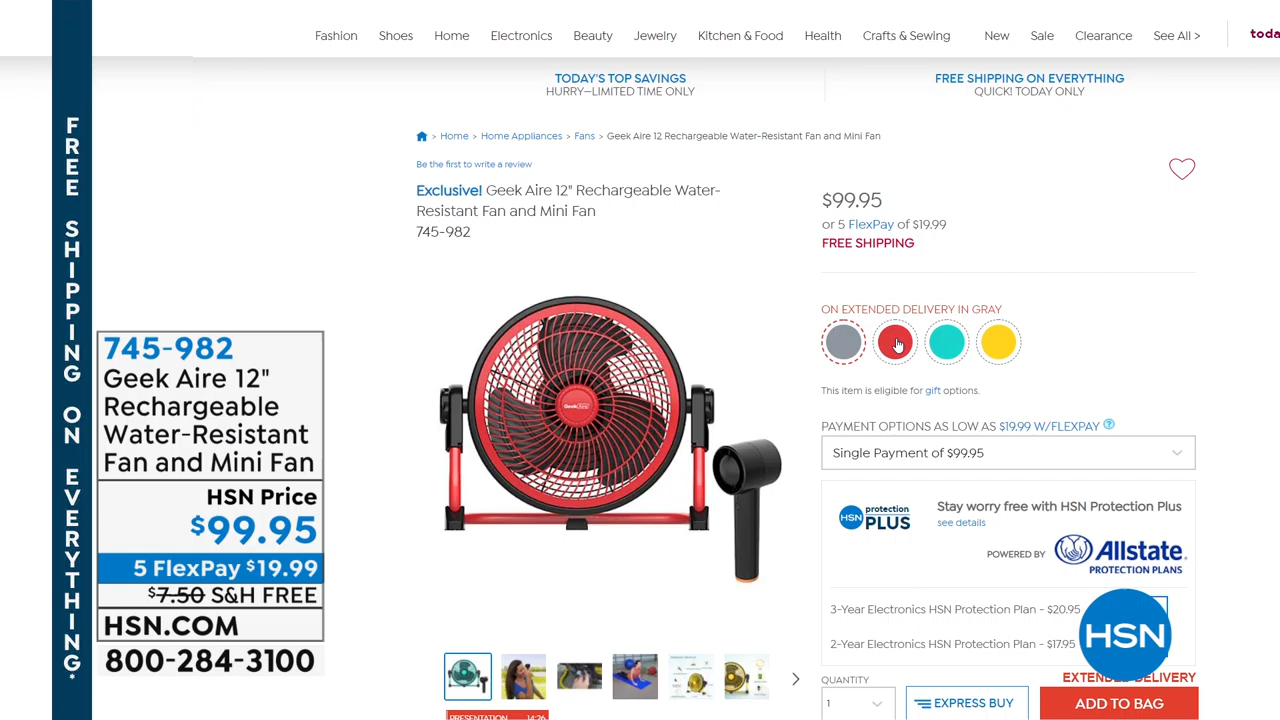 Fashion Shoes Home Electronics Beauty Jewelry Kitchen & Food Health Crafts & Sewing New Sale Clearance See All > toda
TODAY'S TOP SAVINGS
HURRY—LIMITED TIME ONLY
FREE SHIPPING ON EVERYTHING
QUICK! TODAY ONLY
FREE SHIPPING ON EVERYTHING*
> Home > Home Appliances > Fans > Geek Aire 12 Rechargeable Water-Resistant Fan and Mini Fan
Be the first to write a review
Exclusive! Geek Aire 12" Rechargeable Water-
Resistant Fan and Mini Fan
745-982
GeekAire
$99.95
or 5 FlexPay of $19.99
FREE SHIPPING
ON EXTENDED DELIVERY IN GRAY
This item is eligible for gift options.
PAYMENT OPTIONS AS LOW AS $19.99 W/FLEXPAY ?
Single Payment of $99.95
HSN protection
PLUS
Stay worry free with HSN Protection Plus
see details
POWERED BY Allstate
PROTECTION PLANS
3-Year Electronics HSN Protection Plan - $20.95
2-Year Electronics HSN Protection Plan - $17.95
HSN
EXTENDED DELIVERY
QUANTITY
1
EXPRESS BUY
ADD TO BAG
PRESENTATION 14:26
745-982
Geek Aire 12"
Rechargeable
Water-Resistant
Fan and Mini Fan
HSN Price
$99.95
5 FlexPay $19.99
$7.50 S&H FREE
HSN.COM
800-284-3100